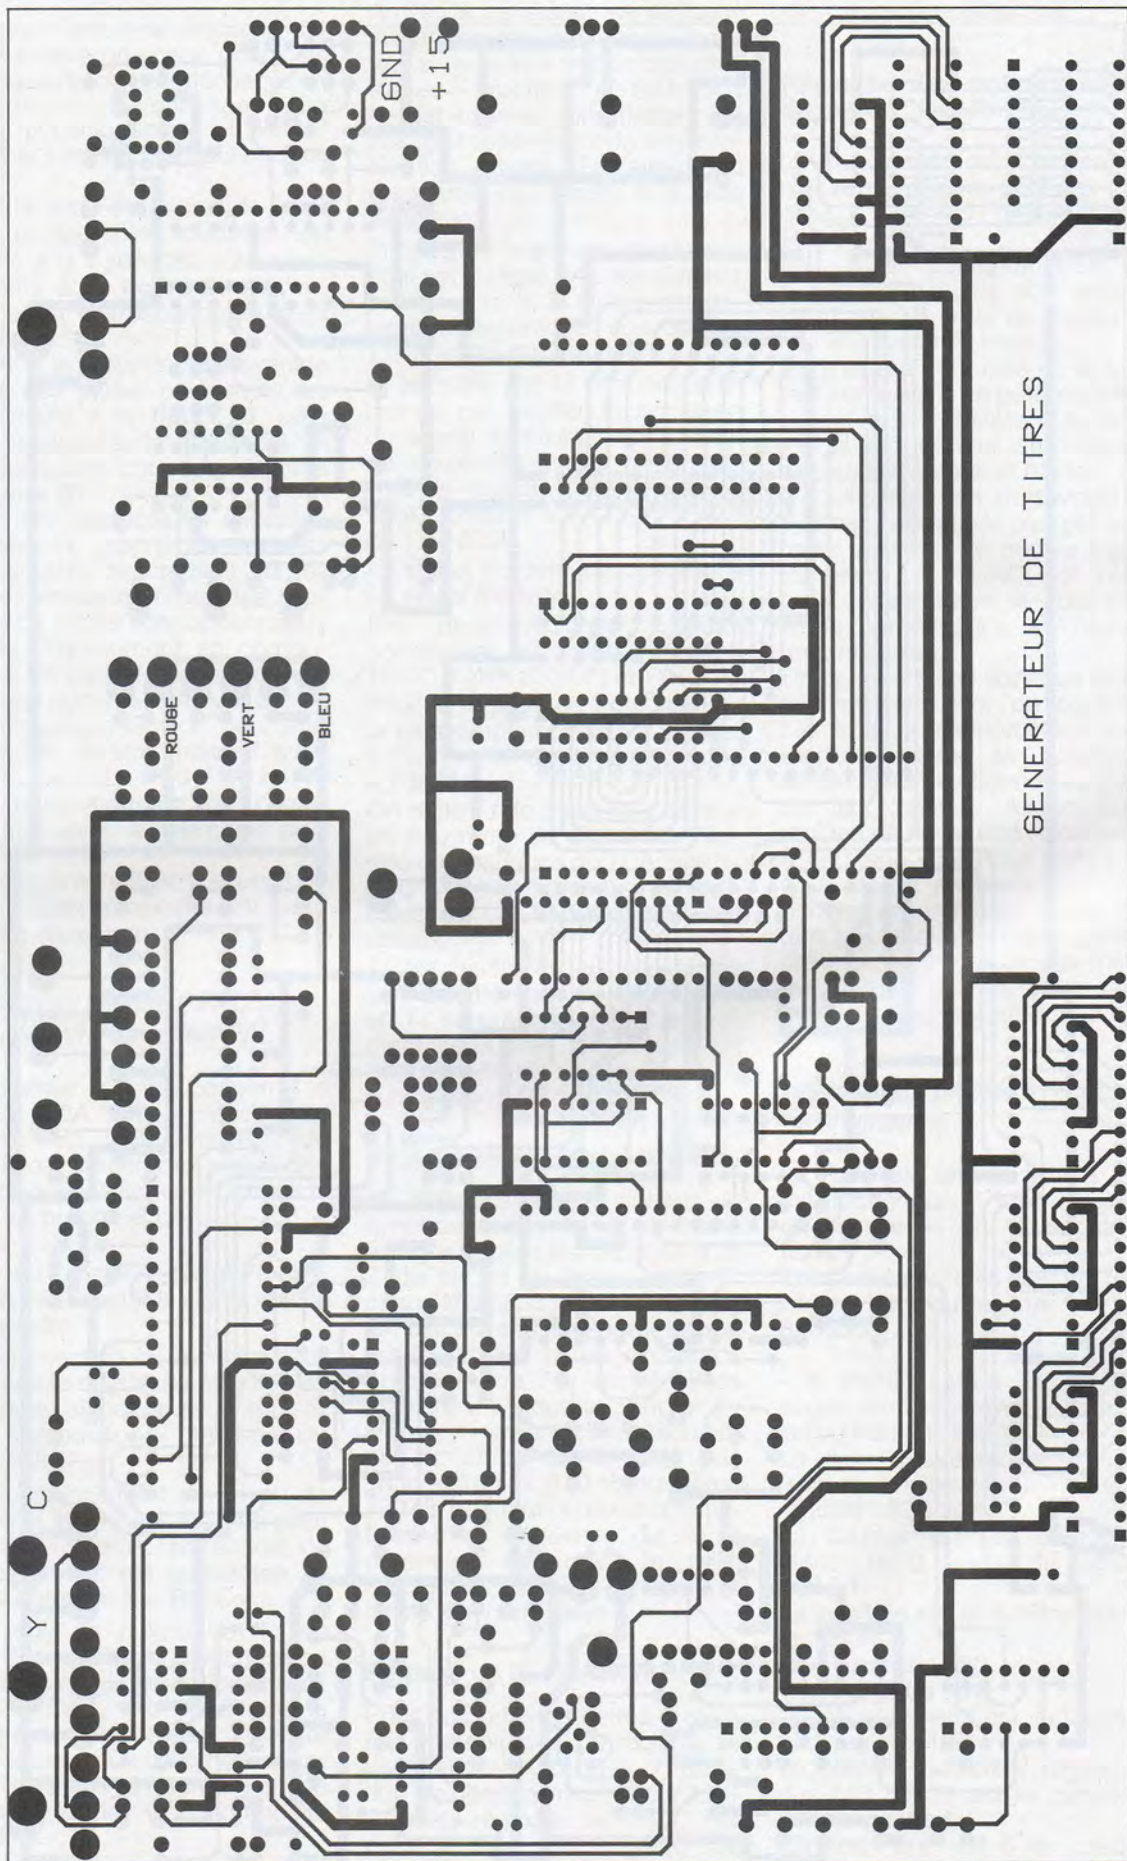 GND
+15
ROUGE
VERT
BLEU
GENERATEUR DE TITRES
Y C